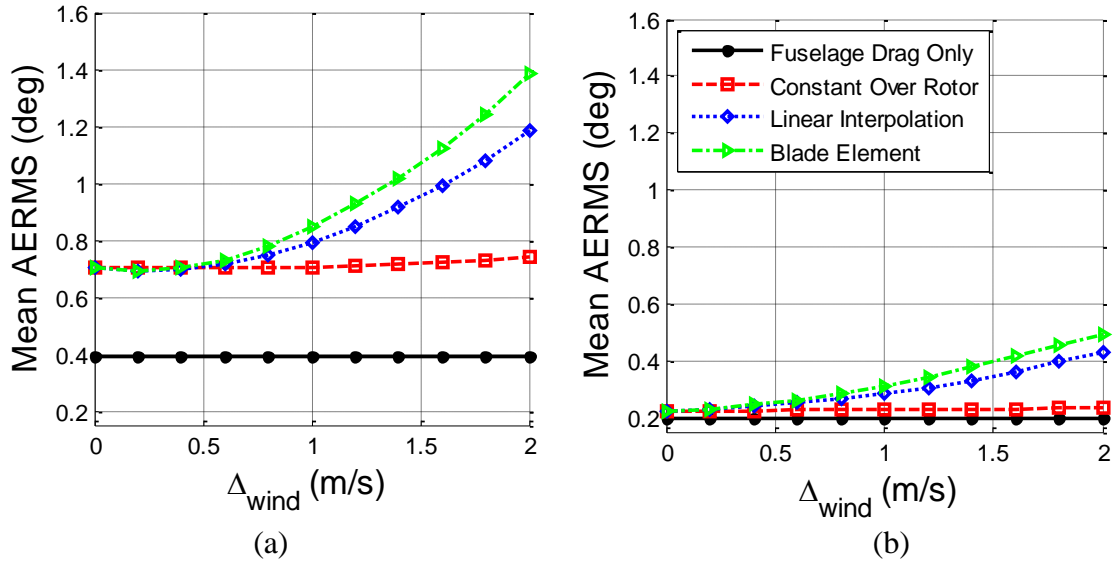 Mean AERMS (deg)
1.6
1.4
1.2
1
0.8
0.6
0.4
0.2
0 0.5 1 1.5 2
Δwind (m/s)
(a)
Mean AERMS (deg)
1.6
1.4
1.2
1
0.8
0.6
0.4
0.2
Fuselage Drag Only
Constant Over Rotor
Linear Interpolation
Blade Element
0 0.5 1 1.5 2
Δwind (m/s)
(b)